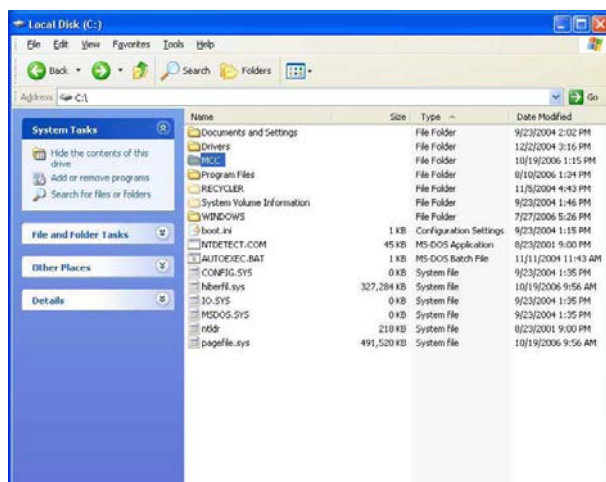 Local Disk (C:)
File Edit View Favorites Tools Help
Back Search Folders
Address C:\ Go
System Tasks
Hide the contents of this
drive
Add or remove programs
Search for files or folders
File and Folder Tasks
Other Places
Details
Name Size Type Date Modified
Documents and Settings File Folder 9/23/2004 2:02 PM
Drivers File Folder 12/2/2004 3:16 PM
MCC File Folder 10/19/2006 1:15 PM
Program Files File Folder 8/10/2006 1:34 PM
RECYCLER File Folder 11/5/2004 4:43 PM
System Volume Information File Folder 9/23/2004 1:46 PM
WINDOWS File Folder 7/27/2006 5:26 PM
boot.ini 1 KB Configuration Settings 9/23/2004 1:15 PM
NTDETECT.COM 45 KB MS-DOS Application 8/23/2001 9:00 PM
AUTOEXEC.BAT 1 KB MS-DOS Batch File 11/11/2004 11:43 AM
CONFIG.SYS 0 KB System file 9/23/2004 1:35 PM
hiberfil.sys 327,284 KB System file 10/19/2006 9:56 AM
IO.SYS 0 KB System file 9/23/2004 1:35 PM
MSDOS.SYS 0 KB System file 9/23/2004 1:35 PM
ntldr 218 KB System file 8/23/2001 9:00 PM
pagefile.sys 491,520 KB System file 10/19/2006 9:56 AM